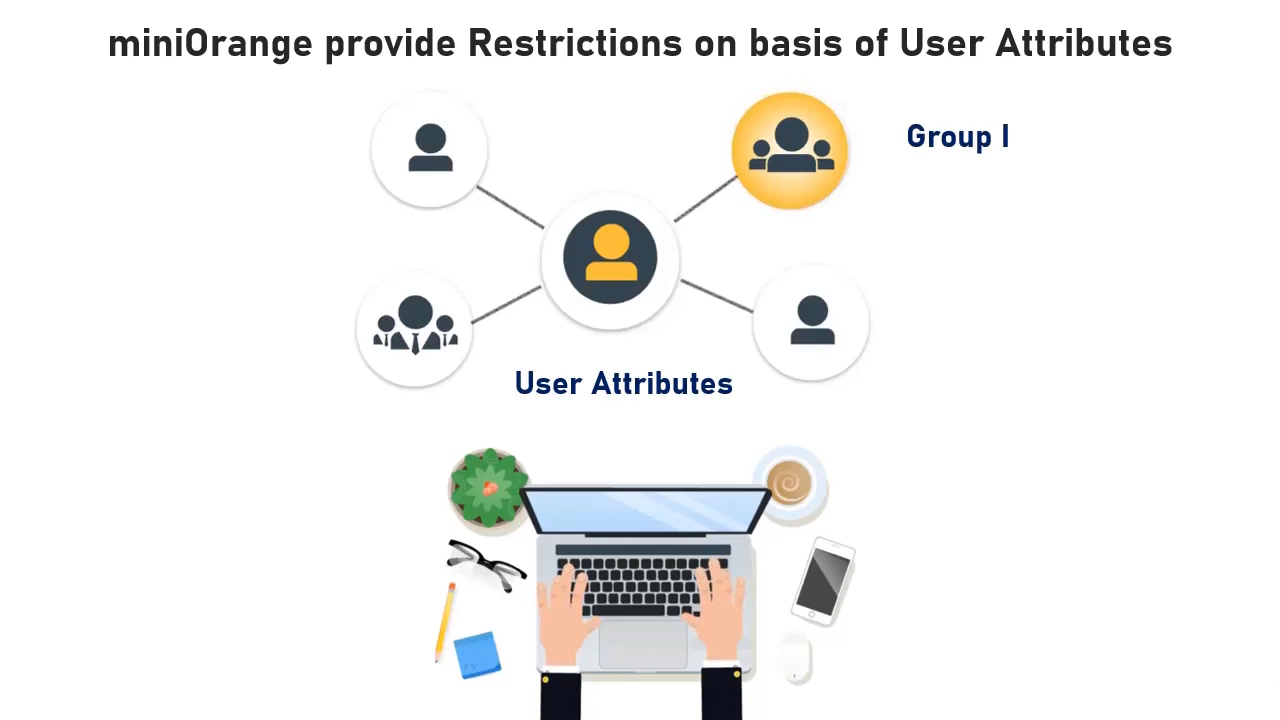 miniOrange provide Restrictions on basis of User Attributes
Group I
User Attributes